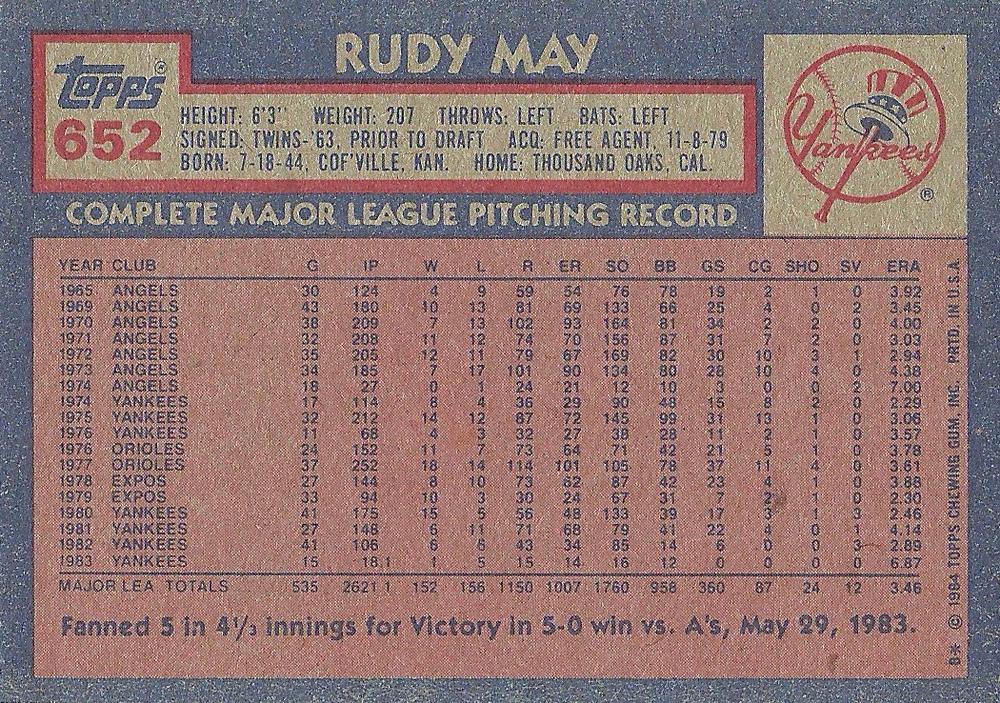 RUDY MAY
Topps®
652
HEIGHT: 6'3" WEIGHT: 207 THROWS: LEFT BATS: LEFT
SIGNED: TWINS-'63, PRIOR TO DRAFT ACQ: FREE AGENT, 11-8-79
BORN: 7-18-44, COF'VILLE, KAN. HOME: THOUSAND OAKS, CAL.
Yankees
®
COMPLETE MAJOR LEAGUE PITCHING RECORD
YEAR CLUB G IP W L R ER SO BB GS CG SHO SV ERA
1965 ANGELS 30 124 4 9 59 54 76 78 19 2 1 0 3.92
1969 ANGELS 43 180 10 13 81 69 133 66 25 4 0 2 3.45
1970 ANGELS 38 209 7 13 102 93 164 81 34 2 2 0 4.00
1971 ANGELS 32 208 11 12 74 70 156 87 31 7 2 0 3.03
1972 ANGELS 35 205 12 11 79 67 169 82 30 10 3 1 2.94
1973 ANGELS 34 185 7 17 101 90 134 80 28 10 4 0 4.38
1974 ANGELS 18 27 0 1 24 21 12 10 3 0 0 2 7.00
1974 YANKEES 17 114 8 4 36 29 90 48 15 8 2 0 2.29
1975 YANKEES 32 212 14 12 87 72 145 99 31 13 1 0 3.06
1976 YANKEES 11 68 4 3 32 27 38 28 11 2 1 0 3.57
1976 ORIOLES 24 152 11 7 73 64 71 42 21 5 1 0 3.78
1977 ORIOLES 37 252 18 14 114 101 105 78 37 11 4 0 3.61
1978 EXPOS 27 144 8 10 73 62 87 42 23 4 1 0 3.88
1979 EXPOS 33 94 10 3 30 24 67 31 7 2 1 0 2.30
1980 YANKEES 41 175 15 5 56 48 133 39 17 3 1 3 2.46
1981 YANKEES 27 148 6 11 71 68 79 41 22 4 0 1 4.14
1982 YANKEES 41 106 6 6 43 34 85 14 6 0 0 3 2.89
1983 YANKEES 15 18.1 1 5 15 14 16 12 0 0 0 0 6.87
MAJOR LEA TOTALS 535 2621 1 152 156 1150 1007 1760 958 360 87 24 12 3.46
Fanned 5 in 4⅓ innings for Victory in 5-0 win vs. A's, May 29, 1983.
B* © 1984 TOPPS CHEWING GUM, INC. PRTD. IN U.S.A.